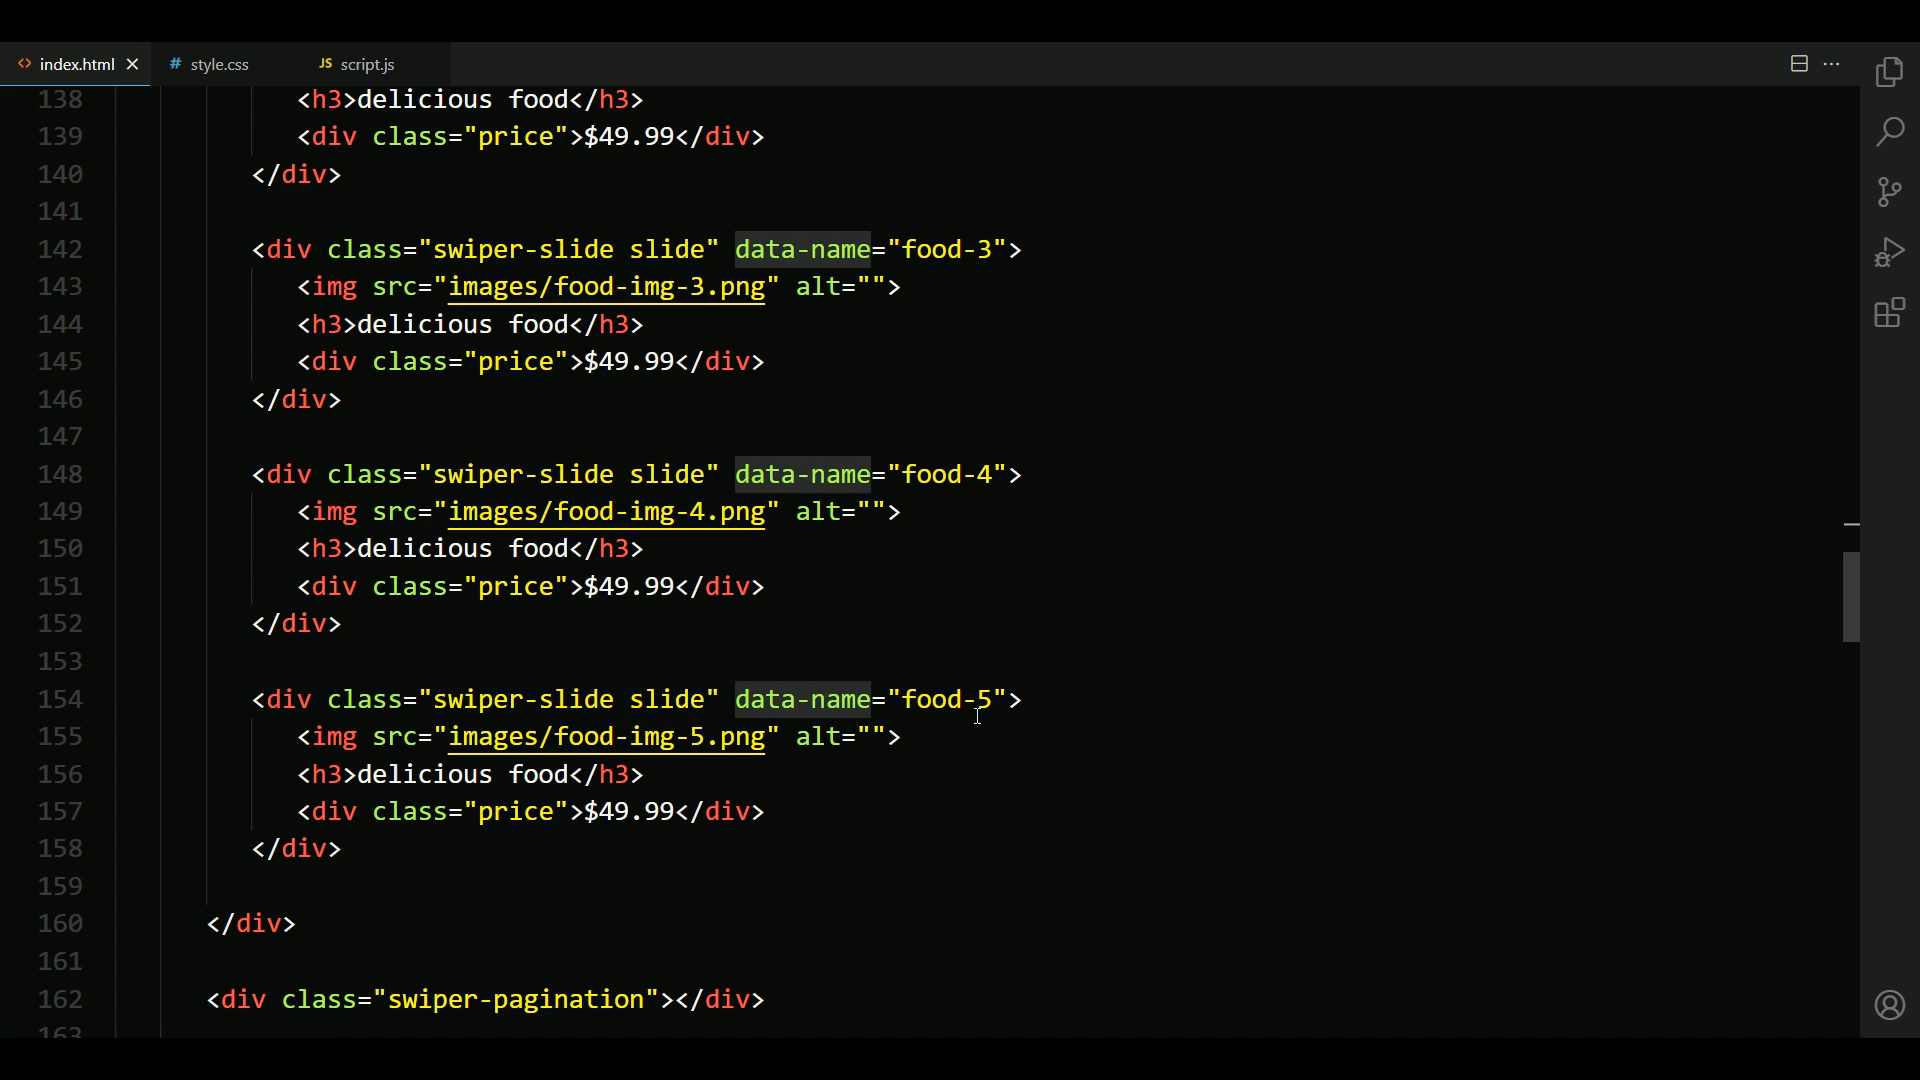 index.html style.css JS script.js
138 <h3>delicious food</h3>
139 <div class="price">$49.99</div>
140 </div>
141
142 <div class="swiper-slide slide" data-name="food-3">
143 <img src="images/food-img-3.png" alt="">
144 <h3>delicious food</h3>
145 <div class="price">$49.99</div>
146 </div>
147
148 <div class="swiper-slide slide" data-name="food-4">
149 <img src="images/food-img-4.png" alt="">
150 <h3>delicious food</h3>
151 <div class="price">$49.99</div>
152 </div>
153
154 <div class="swiper-slide slide" data-name="food-5">
155 <img src="images/food-img-5.png" alt="">
156 <h3>delicious food</h3>
157 <div class="price">$49.99</div>
158 </div>
159
160 </div>
161
162 <div class="swiper-pagination"></div>
163